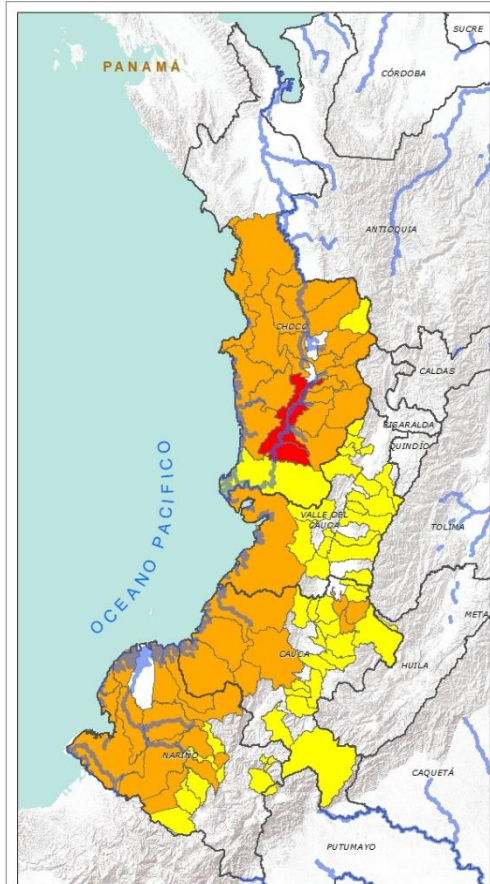 SUCRE
PANAMÁ
CÓRDOBA
ANTIOQUIA
CHOCÓ
CALDAS
RISARALDA
QUINDÍO
OCEANO PACIFICO
VALLE DEL
CAUCA
TOLIMA
META
CAUCA
HUILA
NARIÑO
CAQUETÁ
PUTUMAYO